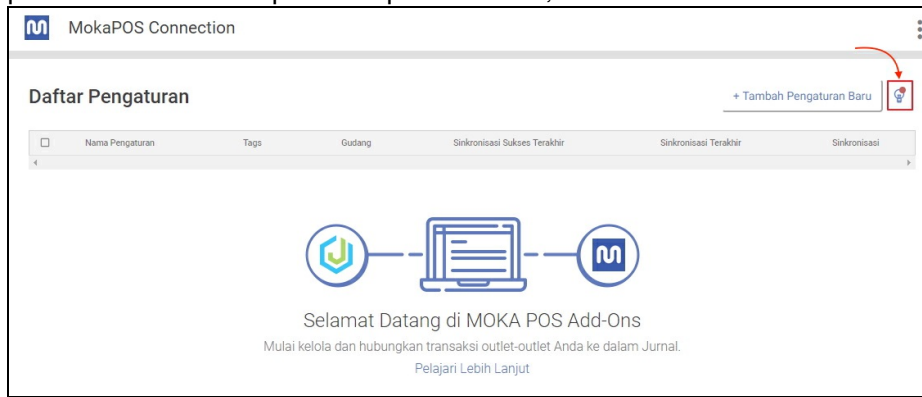 MokaPOS Connection
Daftar Pengaturan
+ Tambah Pengaturan Baru
Nama Pengaturan Tags Gudang Sinkronisasi Sukses Terakhir Sinkronisasi Terakhir Sinkronisasi
Selamat Datang di MOKA POS Add-Ons
Mulai kelola dan hubungkan transaksi outlet-outlet Anda ke dalam Jurnal.
Pelajari Lebih Lanjut